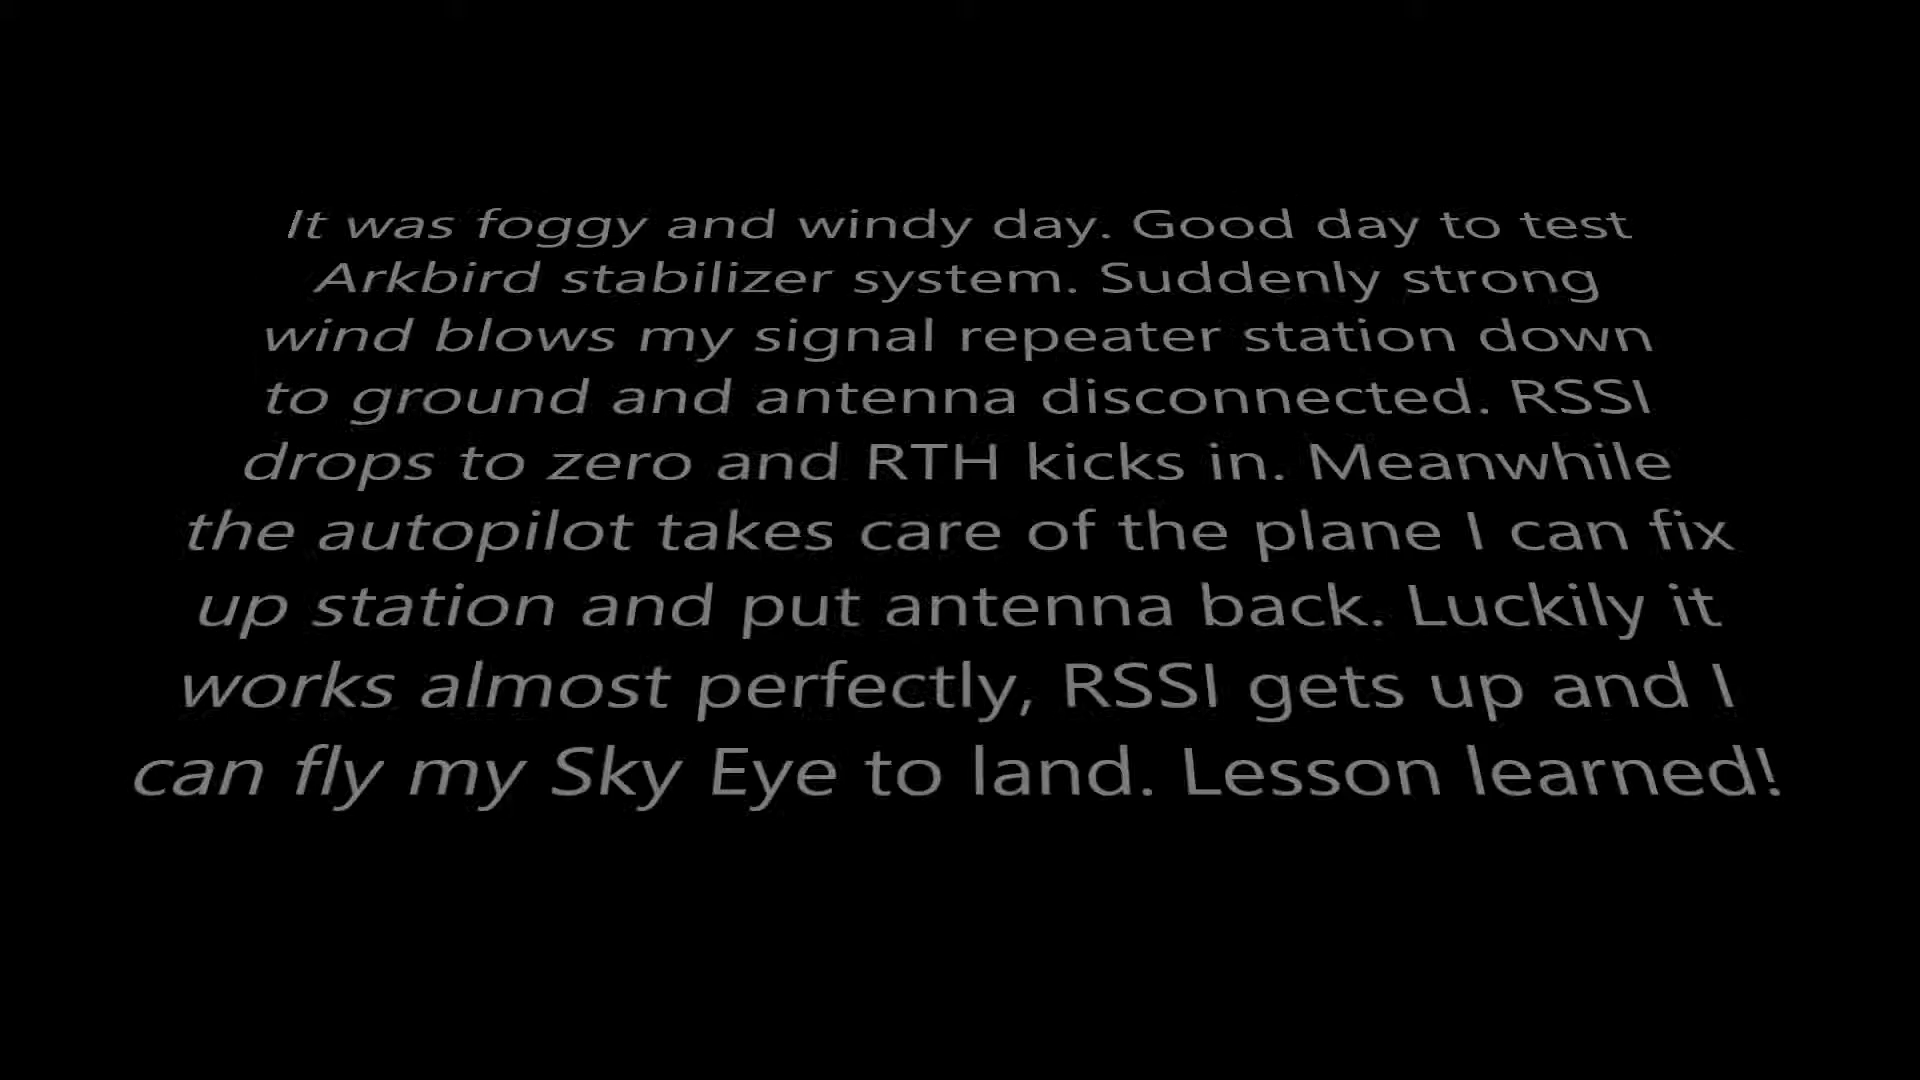 It was foggy and windy day. Good day to test
Arkbird stabilizer system. Suddenly strong
wind blows my signal repeater station down
to ground and antenna disconnected. RSSI
drops to zero and RTH kicks in. Meanwhile
the autopilot takes care of the plane I can fix
up station and put antenna back. Luckily it
works almost perfectly, RSSI gets up and I
can fly my Sky Eye to land. Lesson learned!